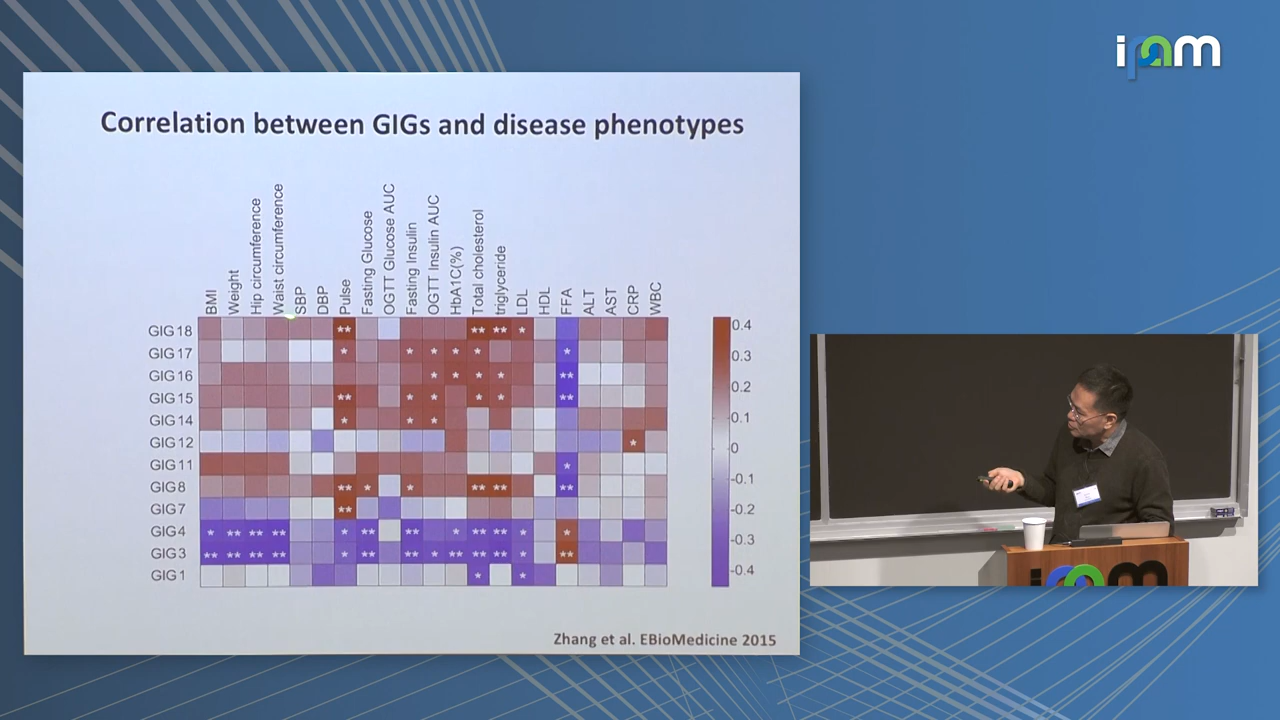 ipam
Correlation between GIGs and disease phenotypes
BMI
Weight
Hip circumference
Waist circumference
SBP
DBP
Pulse
Fasting Glucose
OGTT Glucose AUC
Fasting Insulin
OGTT Insulin AUC
HbA1C(%)
Total cholesterol
triglyceride
LDL
HDL
FFA
ALT
AST
CRP
WBC
GIG18 ** ** ** *
GIG17 * * * * * *
GIG16 * * * * **
GIG15 ** * * * * **
GIG14 * * *
GIG12 *
GIG11 *
GIG8 ** * * ** ** **
GIG7 **
GIG4 * ** ** ** * ** ** * ** ** * *
GIG3 ** ** ** ** * ** ** * ** ** ** * **
GIG1 * *
0.4
0.3
0.2
0.1
0
-0.1
-0.2
-0.3
-0.4
Zhang et al. EBioMedicine 2015
ipam